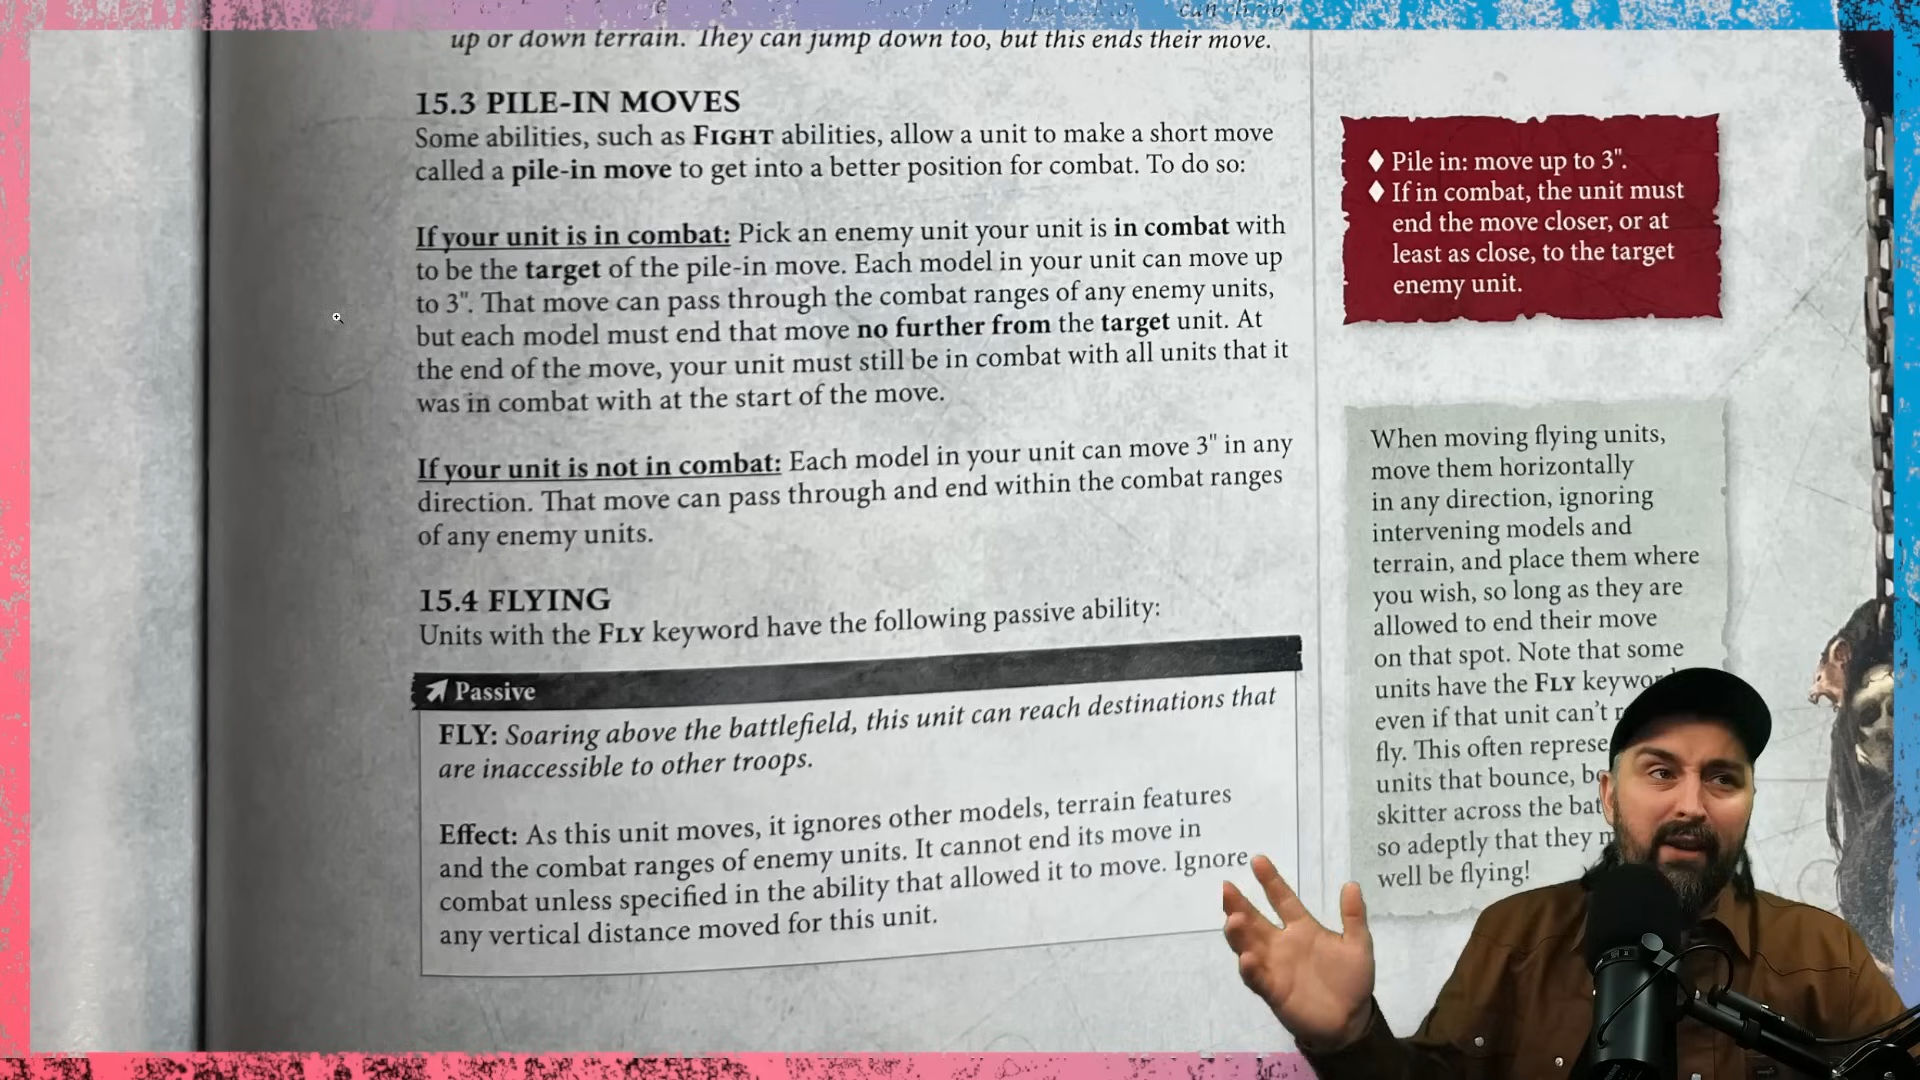 up or down terrain. They can jump down too, but this ends their move.
15.3 PILE-IN MOVES
Some abilities, such as FIGHT abilities, allow a unit to make a short move
called a pile-in move to get into a better position for combat. To do so:
If your unit is in combat: Pick an enemy unit your unit is in combat with
to be the target of the pile-in move. Each model in your unit can move up
to 3". That move can pass through the combat ranges of any enemy units,
but each model must end that move no further from the target unit. At
the end of the move, your unit must still be in combat with all units that it
was in combat with at the start of the move.
If your unit is not in combat: Each model in your unit can move 3" in any
direction. That move can pass through and end within the combat ranges
of any enemy units.
15.4 FLYING
Units with the FLY keyword have the following passive ability:
Passive
FLY: Soaring above the battlefield, this unit can reach destinations that
are inaccessible to other troops.
Effect: As this unit moves, it ignores other models, terrain features
and the combat ranges of enemy units. It cannot end its move in
combat unless specified in the ability that allowed it to move. Ignore
any vertical distance moved for this unit.
♦ Pile in: move up to 3".
♦ If in combat, the unit must
end the move closer, or at
least as close, to the target
enemy unit.
When moving flying units,
move them horizontally
in any direction, ignoring
intervening models and
terrain, and place them where
you wish, so long as they are
allowed to end their move
on that spot. Note that some
units have the FLY
even if that unit can't
fly. This often
units that bounce,
skitter across the
so adeptly that they
well be flying!